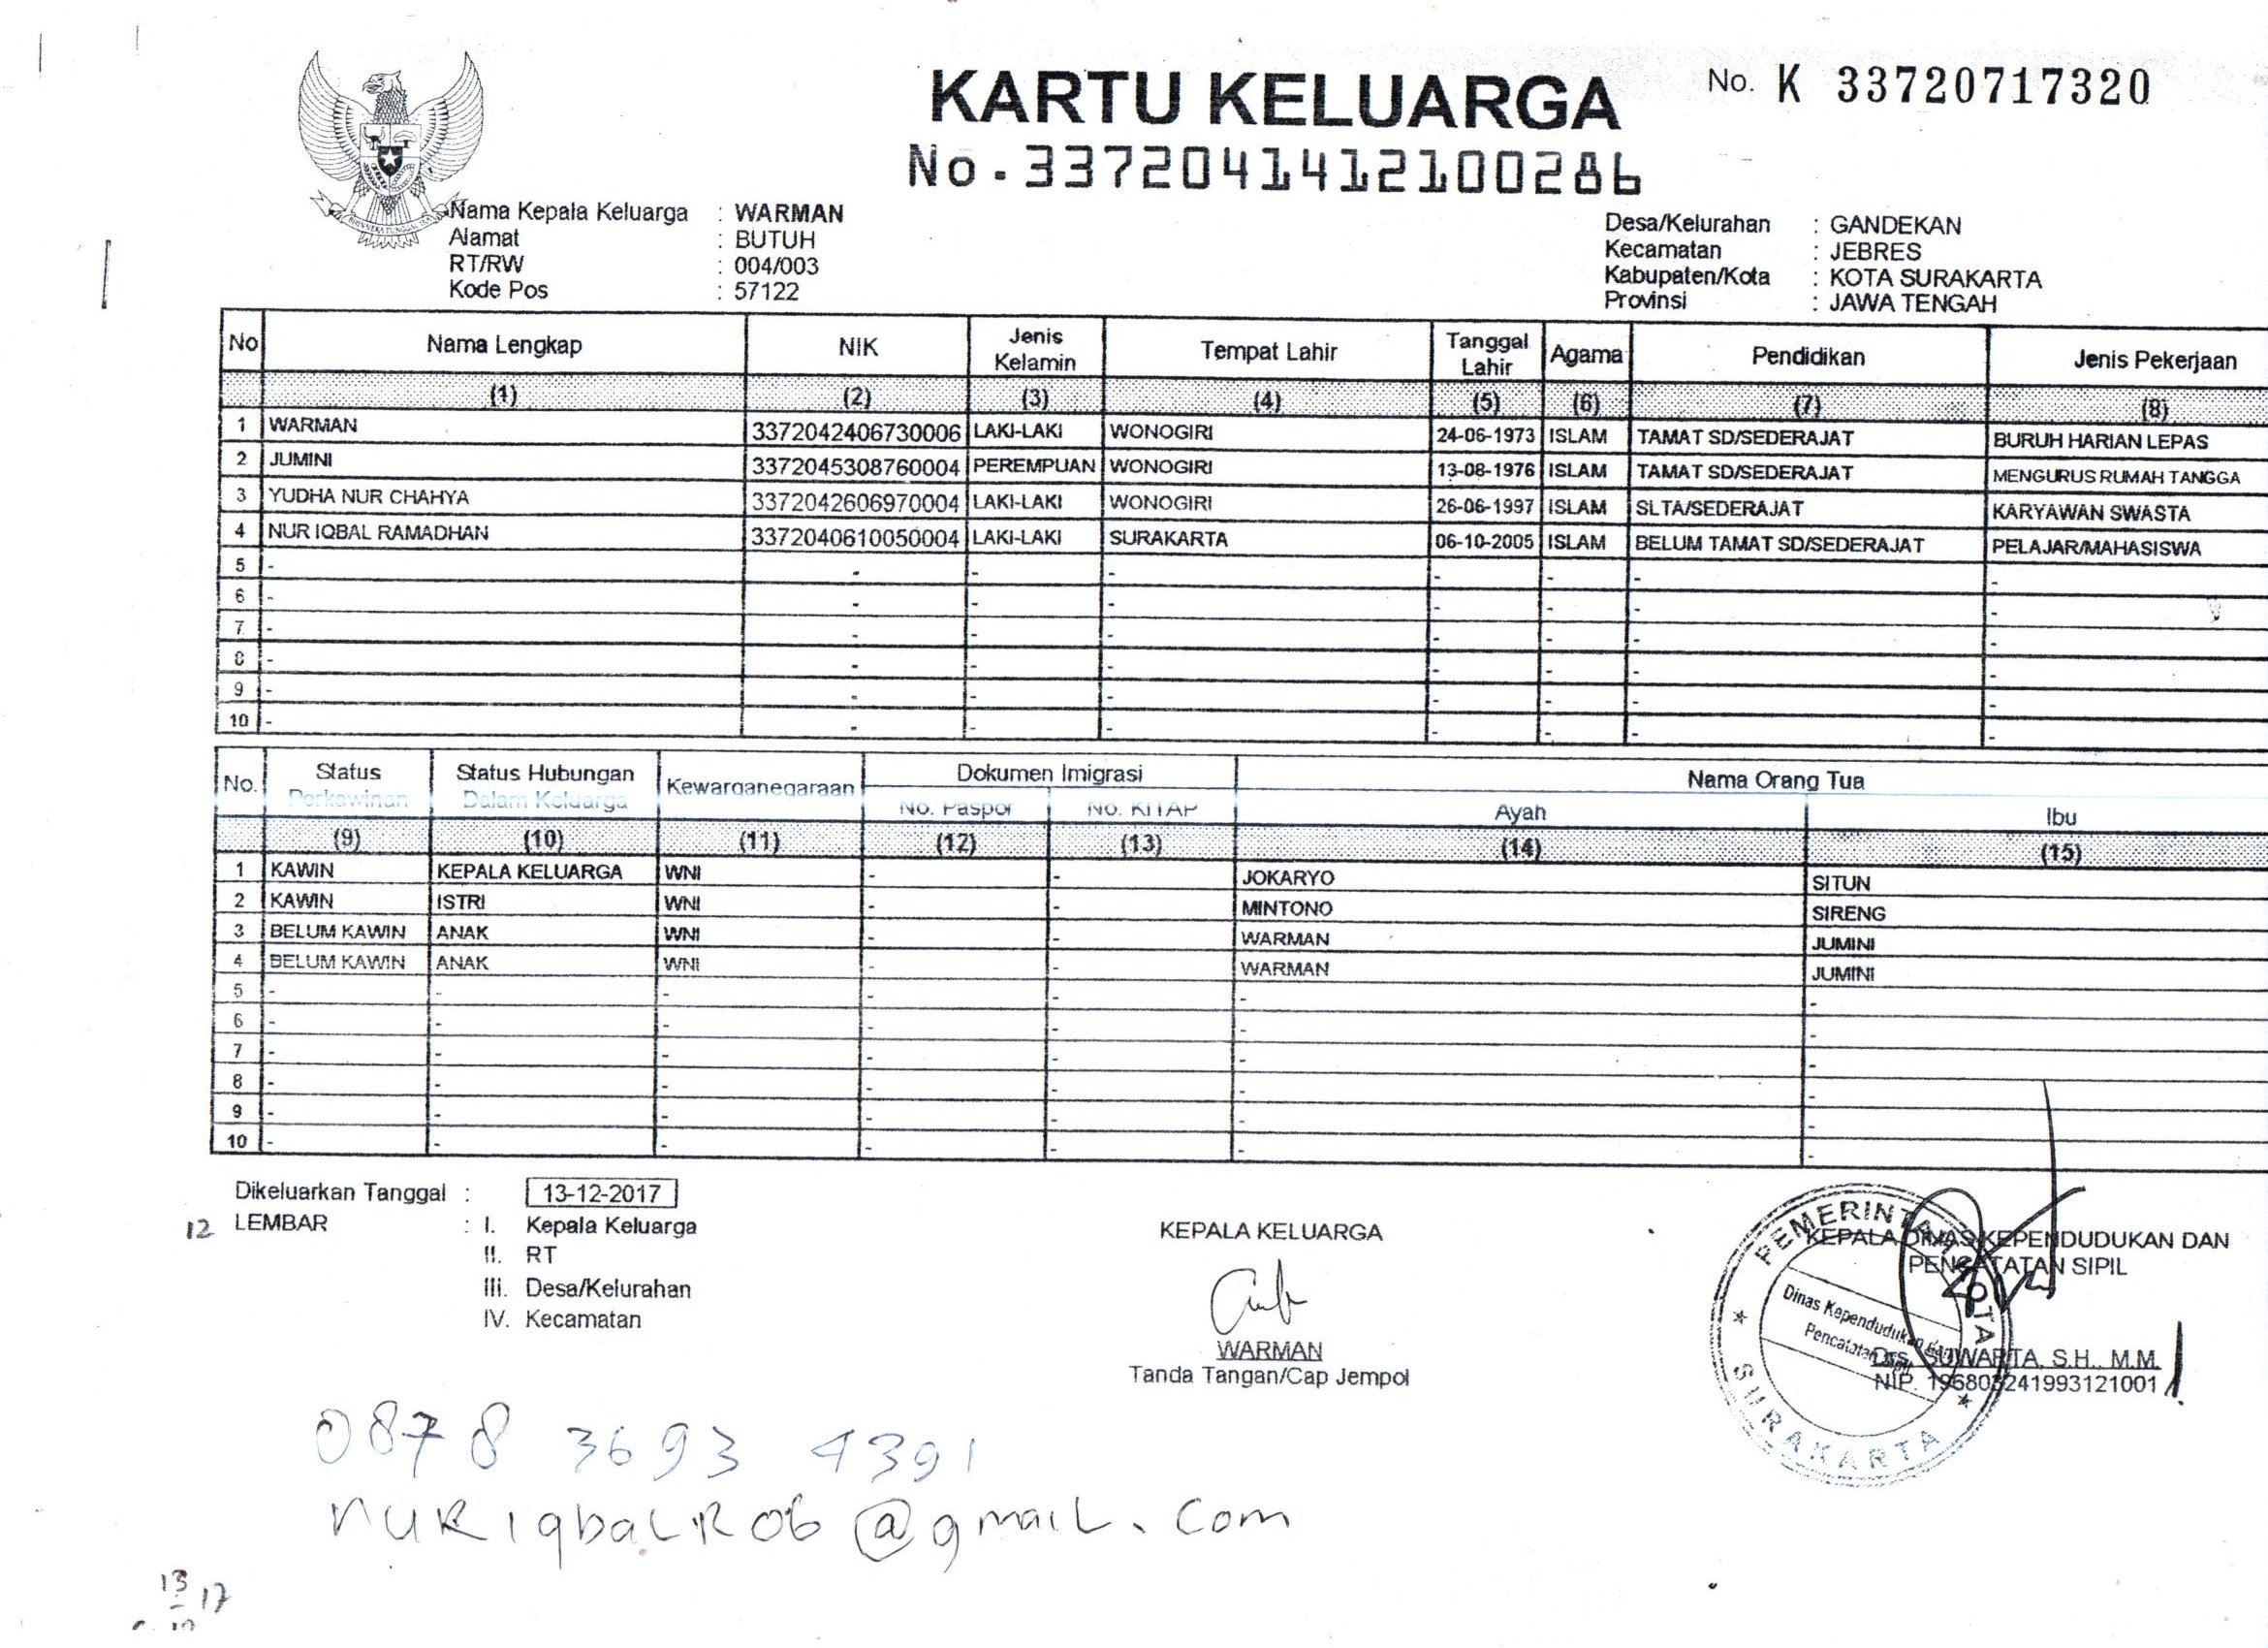 KARTU KELUARGA
No. K 33720717320
No.3372041412100286
Nama Kepala Keluarga : WARMAN
Alamat : BUTUH
RT/RW : 004/003
Kode Pos : 57122
Desa/Kelurahan : GANDEKAN
Kecamatan : JEBRES
Kabupaten/Kota : KOTA SURAKARTA
Provinsi : JAWA TENGAH
No Nama Lengkap NIK Jenis Kelamin Tempat Lahir Tanggal Lahir Agama Pendidikan Jenis Pekerjaan
(1) (2) (3) (4) (5) (6) (7) (8)
1 WARMAN 3372042406730006 LAKI-LAKI WONOGIRI 24-06-1973 ISLAM TAMAT SD/SEDERAJAT BURUH HARIAN LEPAS
2 JUMINI 3372045308760004 PEREMPUAN WONOGIRI 13-08-1976 ISLAM TAMAT SD/SEDERAJAT MENGURUS RUMAH TANGGA
3 YUDHA NUR CHAHYA 3372042606970004 LAKI-LAKI WONOGIRI 26-06-1997 ISLAM SLTA/SEDERAJAT KARYAWAN SWASTA
4 NUR IQBAL RAMADHAN 3372040610050004 LAKI-LAKI SURAKARTA 06-10-2005 ISLAM BELUM TAMAT SD/SEDERAJAT PELAJAR/MAHASISWA
5 - - - - - - - -
6 - - - - - - - -
7 - - - - - - - -
8 - - - - - - - -
9 - - - - - - - -
10 - - - - - - - -
No. Status Perkawinan Status Hubungan Dalam Keluarga Kewarganegaraan Dokumen Imigrasi Nama Orang Tua
No. Paspor No. KITAP Ayah Ibu
(9) (10) (11) (12) (13) (14) (15)
1 KAWIN KEPALA KELUARGA WNI - - JOKARYO SITUN
2 KAWIN ISTRI WNI - - MINTONO SIRENG
3 BELUM KAWIN ANAK WNI - - WARMAN JUMINI
4 BELUM KAWIN ANAK WNI - - WARMAN JUMINI
5 - - - - - - -
6 - - - - - - -
7 - - - - - - -
8 - - - - - - -
9 - - - - - - -
10 - - - - - - -
Dikeluarkan Tanggal : 13-12-2017
12 LEMBAR : I. Kepala Keluarga
II. RT
III. Desa/Kelurahan
IV. Kecamatan
KEPALA KELUARGA
WARMAN
Tanda Tangan/Cap Jempol
KEPALA DINAS KEPENDUDUKAN DAN
PENCATATAN SIPIL
Drs. SUWARTA, S.H., M.M.
NIP. 196803241993121001
PEMERINTAH KOTA
Dinas Kependudukan dan
Pencatatan Sipil
SURAKARTA
0878 3693 4391
nuRiqbaLR06@gmaiL.com
13 17